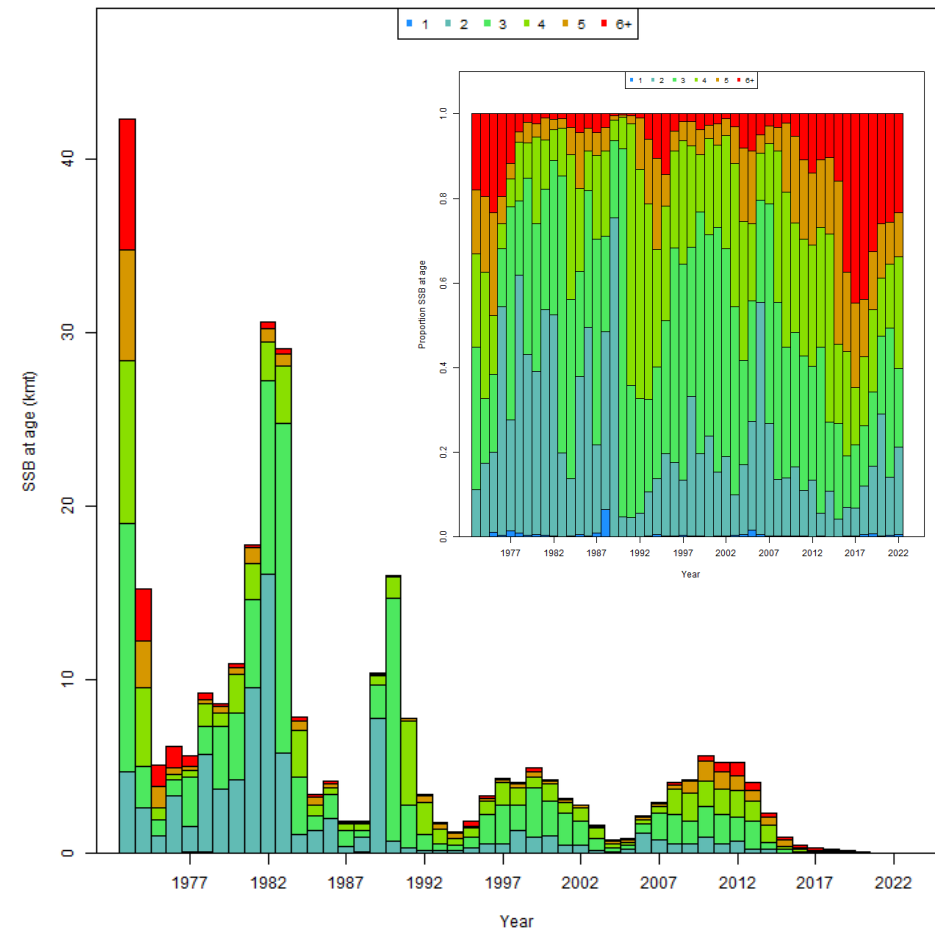 1 2 3 4 5 6+
1 2 3 4 5 6+
Proportion SSB at age
0.0 0.2 0.4 0.6 0.8 1.0
1977 1982 1987 1992 1997 2002 2007 2012 2017 2022
Year
SSB at age (kmt)
0 10 20 30 40
1977 1982 1987 1992 1997 2002 2007 2012 2017 2022
Year